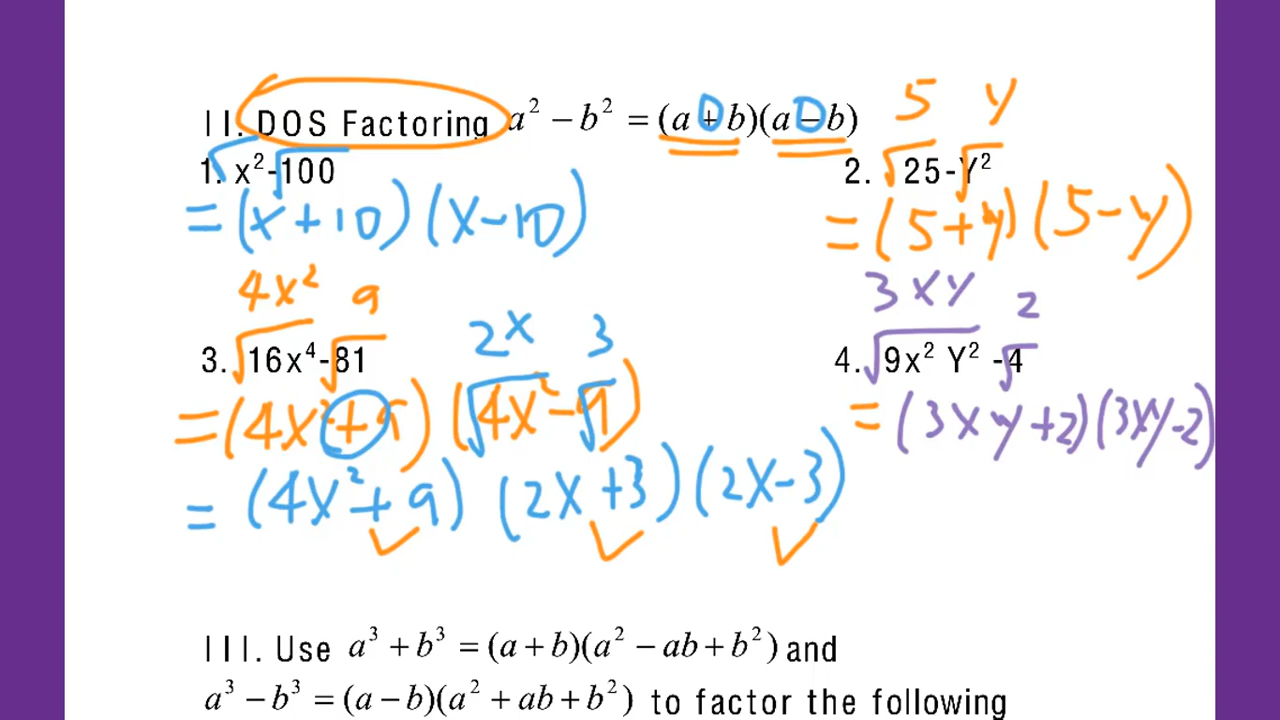 II. DOS Factoring a² − b² = (a + b)(a − b)
5 Y
1. √x²-√100 2. √25-√Y²
= (x+10) (x-10) = (5+y) (5-y)
4x² 9 2x 3 3xy 2
3. √16x⁴-√81 4. √9x² Y² -√4
= (4x²+9) (√4x²-√9) = (3xy+2)(3xy-2)
= (4x²+9) (2x+3)(2x-3)
III. Use a³ + b³ = (a + b)(a² − ab + b²) and
a³ − b³ = (a − b)(a² + ab + b²) to factor the following